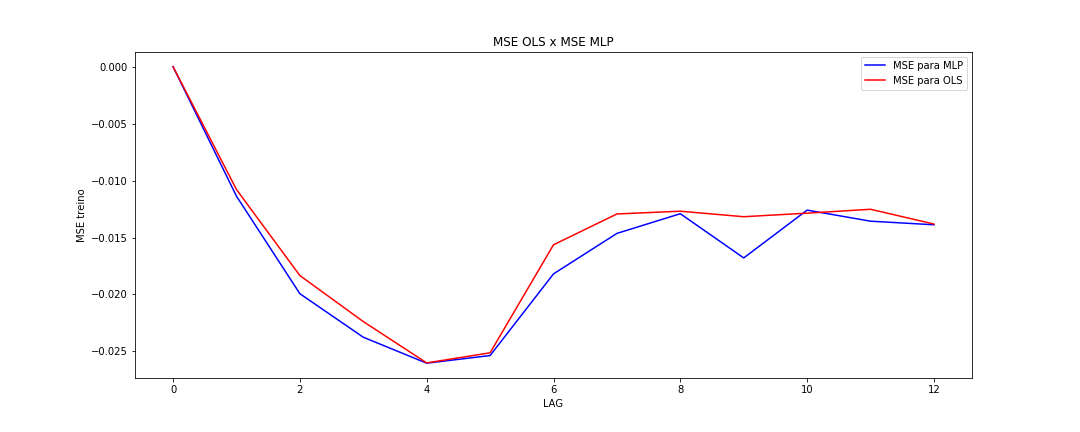 MSE OLS x MSE MLP
MSE para MLP
MSE para OLS
MSE treino
0.000
−0.005
−0.010
−0.015
−0.020
−0.025
0 2 4 6 8 10 12
LAG